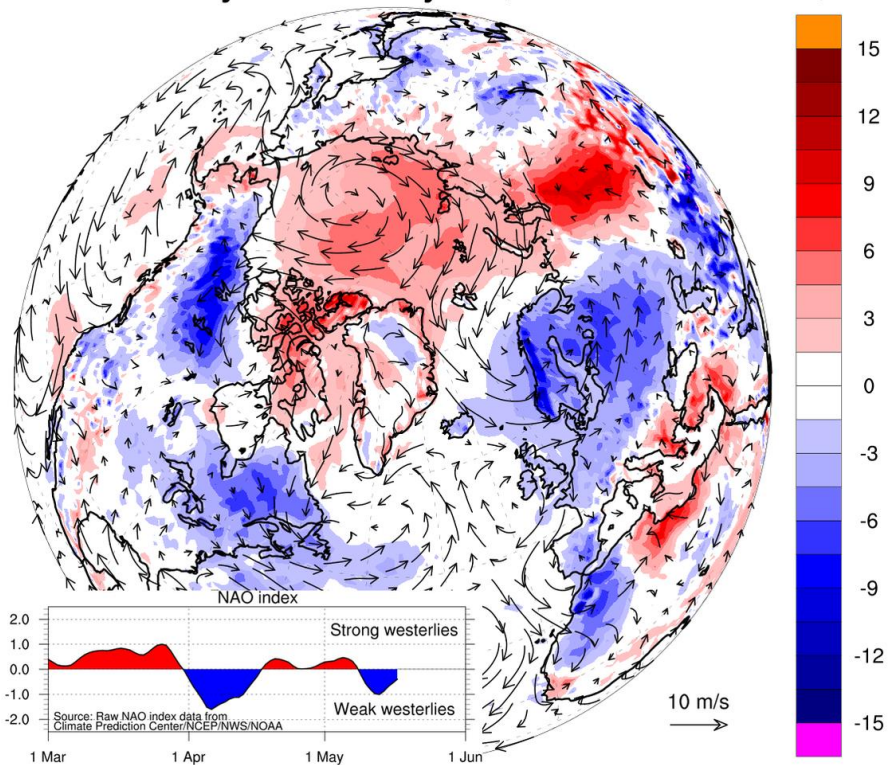 15
12
9
6
3
0
-3
-6
-9
-12
-15
10 m/s
NAO index
2.0
1.0
0.0
-1.0
-2.0
Strong westerlies
Weak westerlies
Source: Raw NAO index data from
Climate Prediction Center/NCEP/NWS/NOAA
1 Mar
1 Apr
1 May
1 Jun